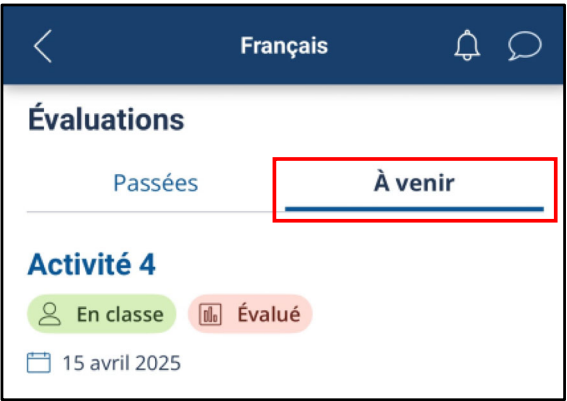 Français
Évaluations
Passées À venir
Activité 4
En classe Évalué
15 avril 2025